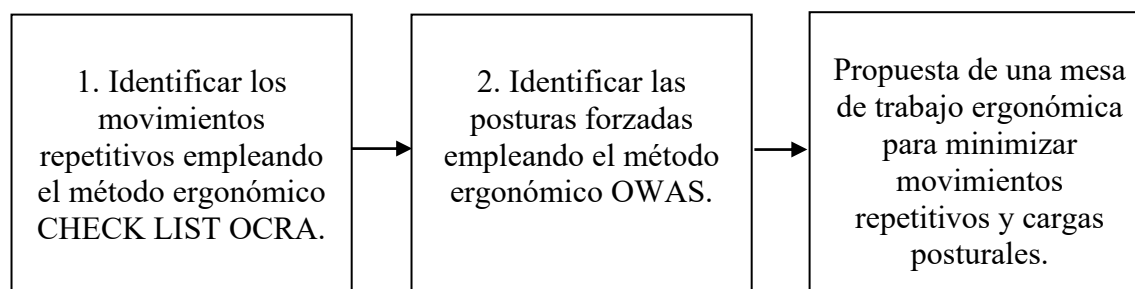 1. Identificar los
movimientos
repetitivos empleando
el método ergonómico
CHECK LIST OCRA.
2. Identificar las
posturas forzadas
empleando el método
ergonómico OWAS.
Propuesta de una mesa
de trabajo ergonómica
para minimizar
movimientos
repetitivos y cargas
posturales.